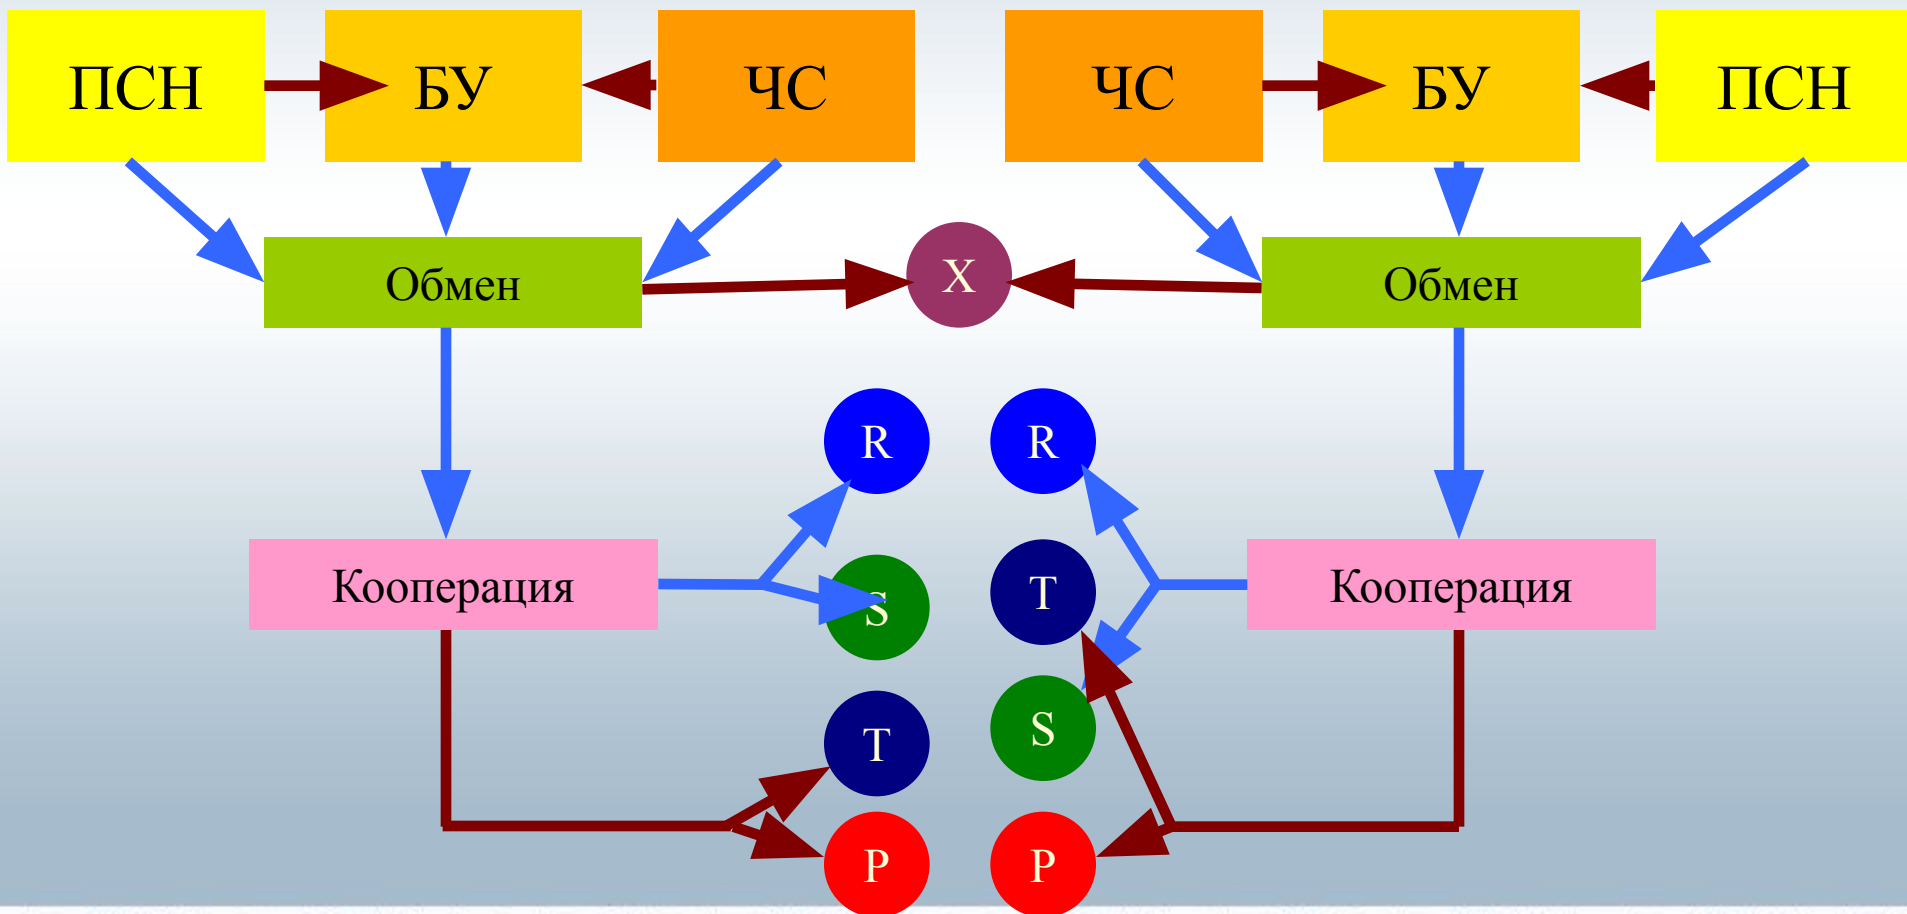 ПСН
БУ
ЧС
ЧС
БУ
ПСН
Обмен
X
Обмен
R
R
Кооперация
S
T
Кооперация
T
S
P
P